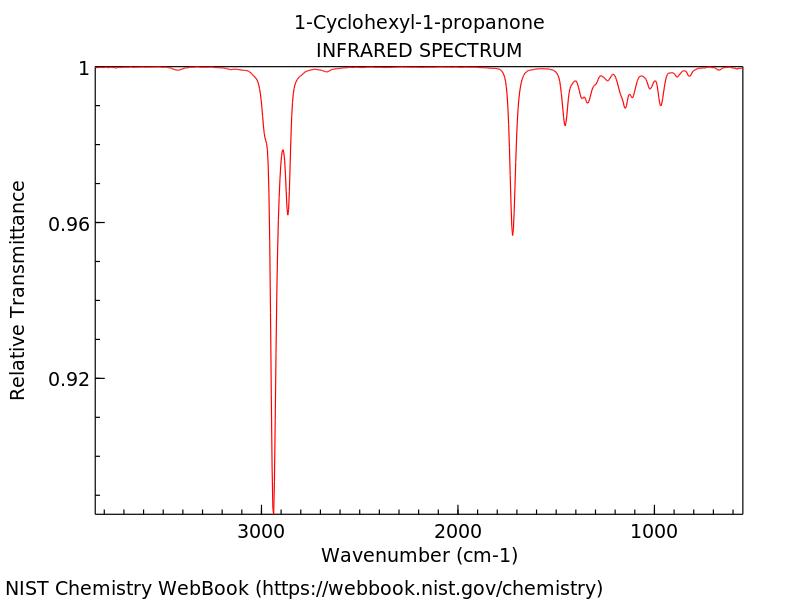 1-Cyclohexyl-1-propanone
INFRARED SPECTRUM
1
0.96
0.92
Relative Transmittance
3000 2000 1000
Wavenumber (cm-1)
NIST Chemistry WebBook (https://webbook.nist.gov/chemistry)